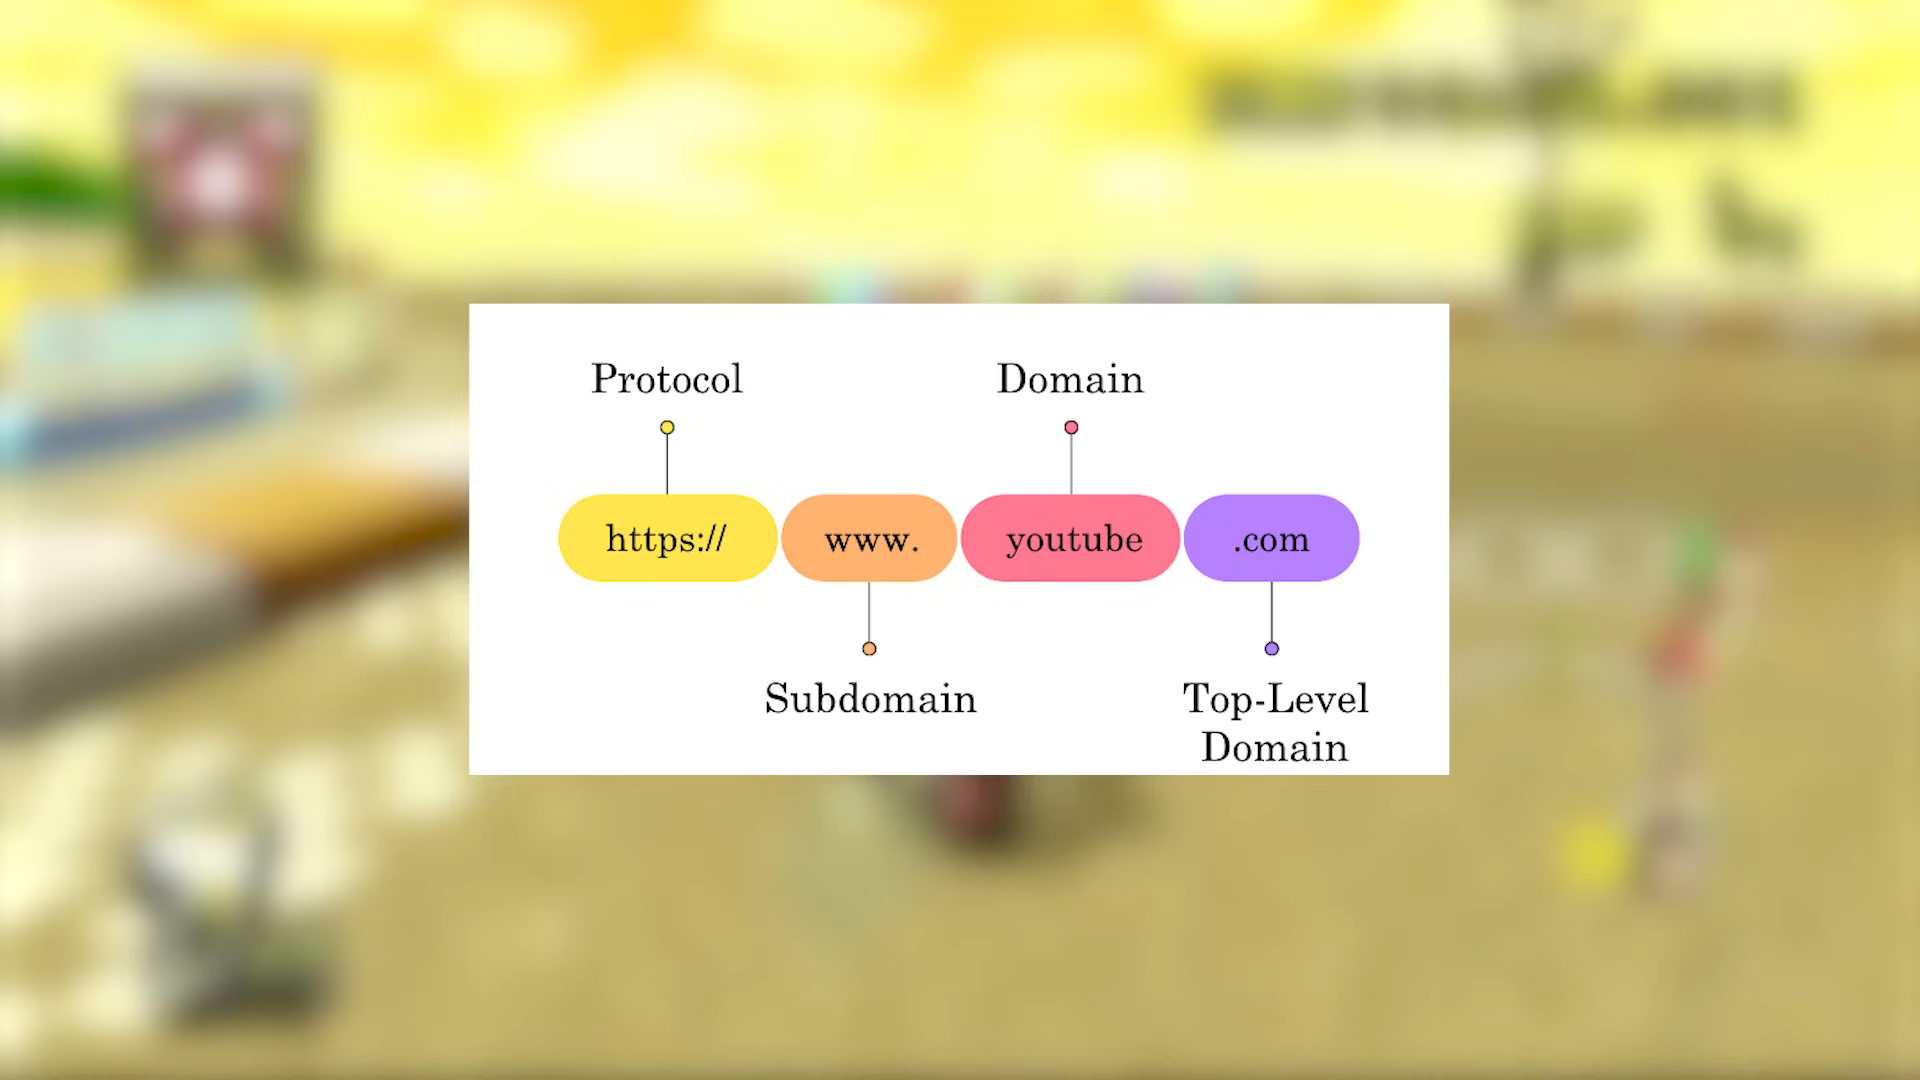 Protocol
Domain
https://
www.
youtube
.com
Subdomain
Top-Level
Domain